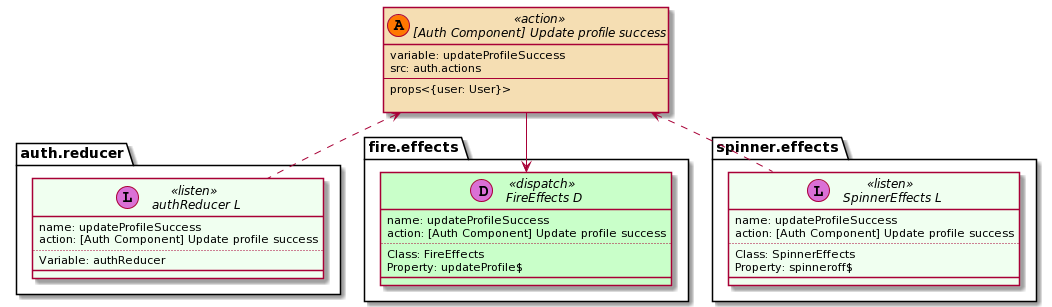 A
«action»
[Auth Component] Update profile success
variable: updateProfileSuccess
src: auth.actions
props<{user: User}>
auth.reducer
L
«listen»
authReducer L
name: updateProfileSuccess
action: [Auth Component] Update profile success
Variable: authReducer
fire.effects
D
«dispatch»
FireEffects D
name: updateProfileSuccess
action: [Auth Component] Update profile success
Class: FireEffects
Property: updateProfile$
spinner.effects
L
«listen»
SpinnerEffects L
name: updateProfileSuccess
action: [Auth Component] Update profile success
Class: SpinnerEffects
Property: spinneroff$